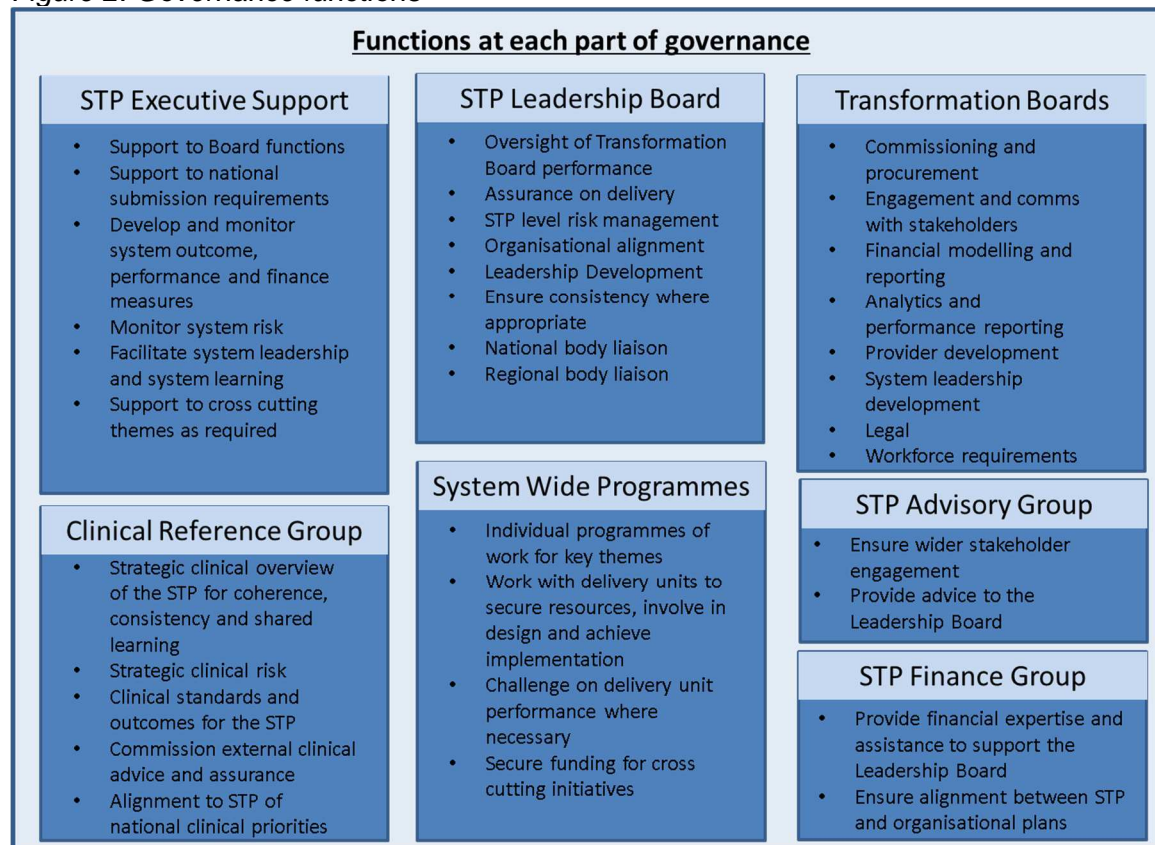 Figure 2: Governance functions
Functions at each part of governance
STP Executive Support
• Support to Board functions
• Support to national
submission requirements
• Develop and monitor
system outcome,
performance and finance
measures
• Monitor system risk
• Facilitate system leadership
and system learning
• Support to cross cutting
themes as required
STP Leadership Board
• Oversight of Transformation
Board performance
• Assurance on delivery
• STP level risk management
• Organisational alignment
• Leadership Development
• Ensure consistency where
appropriate
• National body liaison
• Regional body liaison
Transformation Boards
• Commissioning and
procurement
• Engagement and comms
with stakeholders
• Financial modelling and
reporting
• Analytics and
performance reporting
• Provider development
• System leadership
development
• Legal
• Workforce requirements
Clinical Reference Group
• Strategic clinical overview
of the STP for coherence,
consistency and shared
learning
• Strategic clinical risk
• Clinical standards and
outcomes for the STP
• Commission external clinical
advice and assurance
• Alignment to STP of
national clinical priorities
System Wide Programmes
• Individual programmes of
work for key themes
• Work with delivery units to
secure resources, involve in
design and achieve
implementation
• Challenge on delivery unit
performance where
necessary
• Secure funding for cross
cutting initiatives
STP Advisory Group
• Ensure wider stakeholder
engagement
• Provide advice to the
Leadership Board
STP Finance Group
• Provide financial expertise and
assistance to support the
Leadership Board
• Ensure alignment between STP
and organisational plans